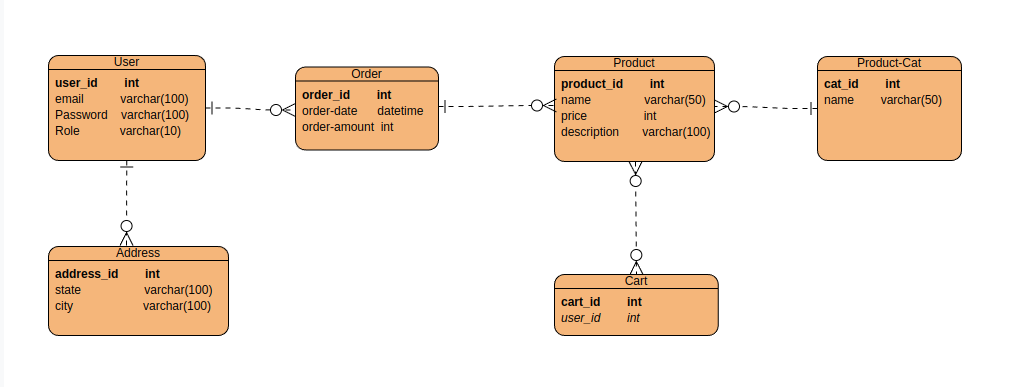 User
user_id int
email varchar(100)
Password varchar(100)
Role varchar(10)
Order
order_id int
order-date datetime
order-amount int
Product
product_id int
name varchar(50)
price int
description varchar(100)
Product-Cat
cat_id int
name varchar(50)
Address
address_id int
state varchar(100)
city varchar(100)
Cart
cart_id int
user_id int